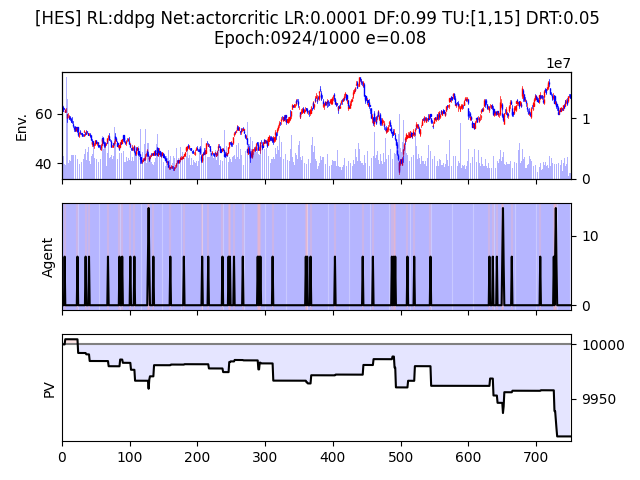 [HES] RL:ddpg Net:actorcritic LR:0.0001 DF:0.99 TU:[1,15] DRT:0.05
Epoch:0924/1000 e=0.08
1e7
Env.
60
40
1
0
Agent
10
0
PV
10000
9950
0 100 200 300 400 500 600 700